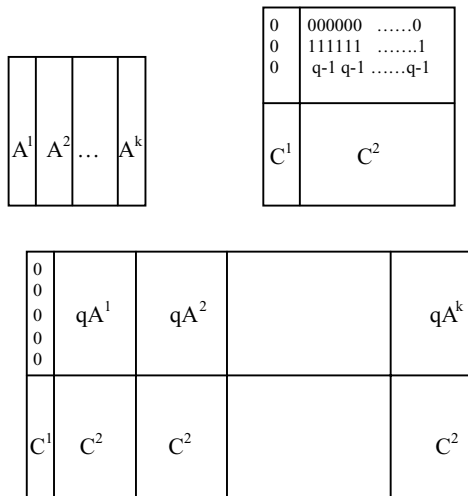 A¹ A² … Aᵏ
0 000000 ……0
0 111111 …….1
0 q-1 q-1 ……q-1
C¹ C²
0
0
0
0
0
qA¹ qA² qAᵏ
C¹ C² C² C²